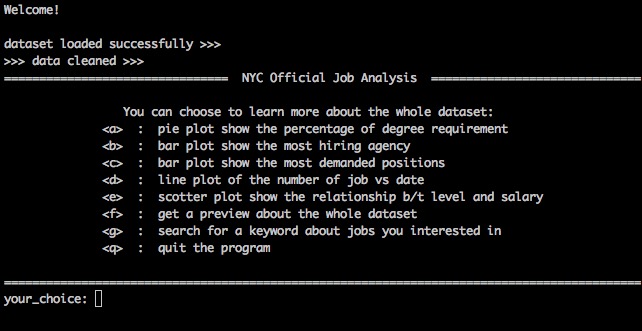 Welcome!
dataset loaded successfully >>>
>>> data cleaned >>>
================================ NYC Official Job Analysis ================================
You can choose to learn more about the whole dataset:
<a> : pie plot show the percentage of degree requirement
<b> : bar plot show the most hiring agency
<c> : bar plot show the most demanded positions
<d> : line plot of the number of job vs date
<e> : scotter plot show the relationship b/t level and salary
<f> : get a preview about the whole dataset
<g> : search for a keyword about jobs you interested in
<q> : quit the program
your_choice: